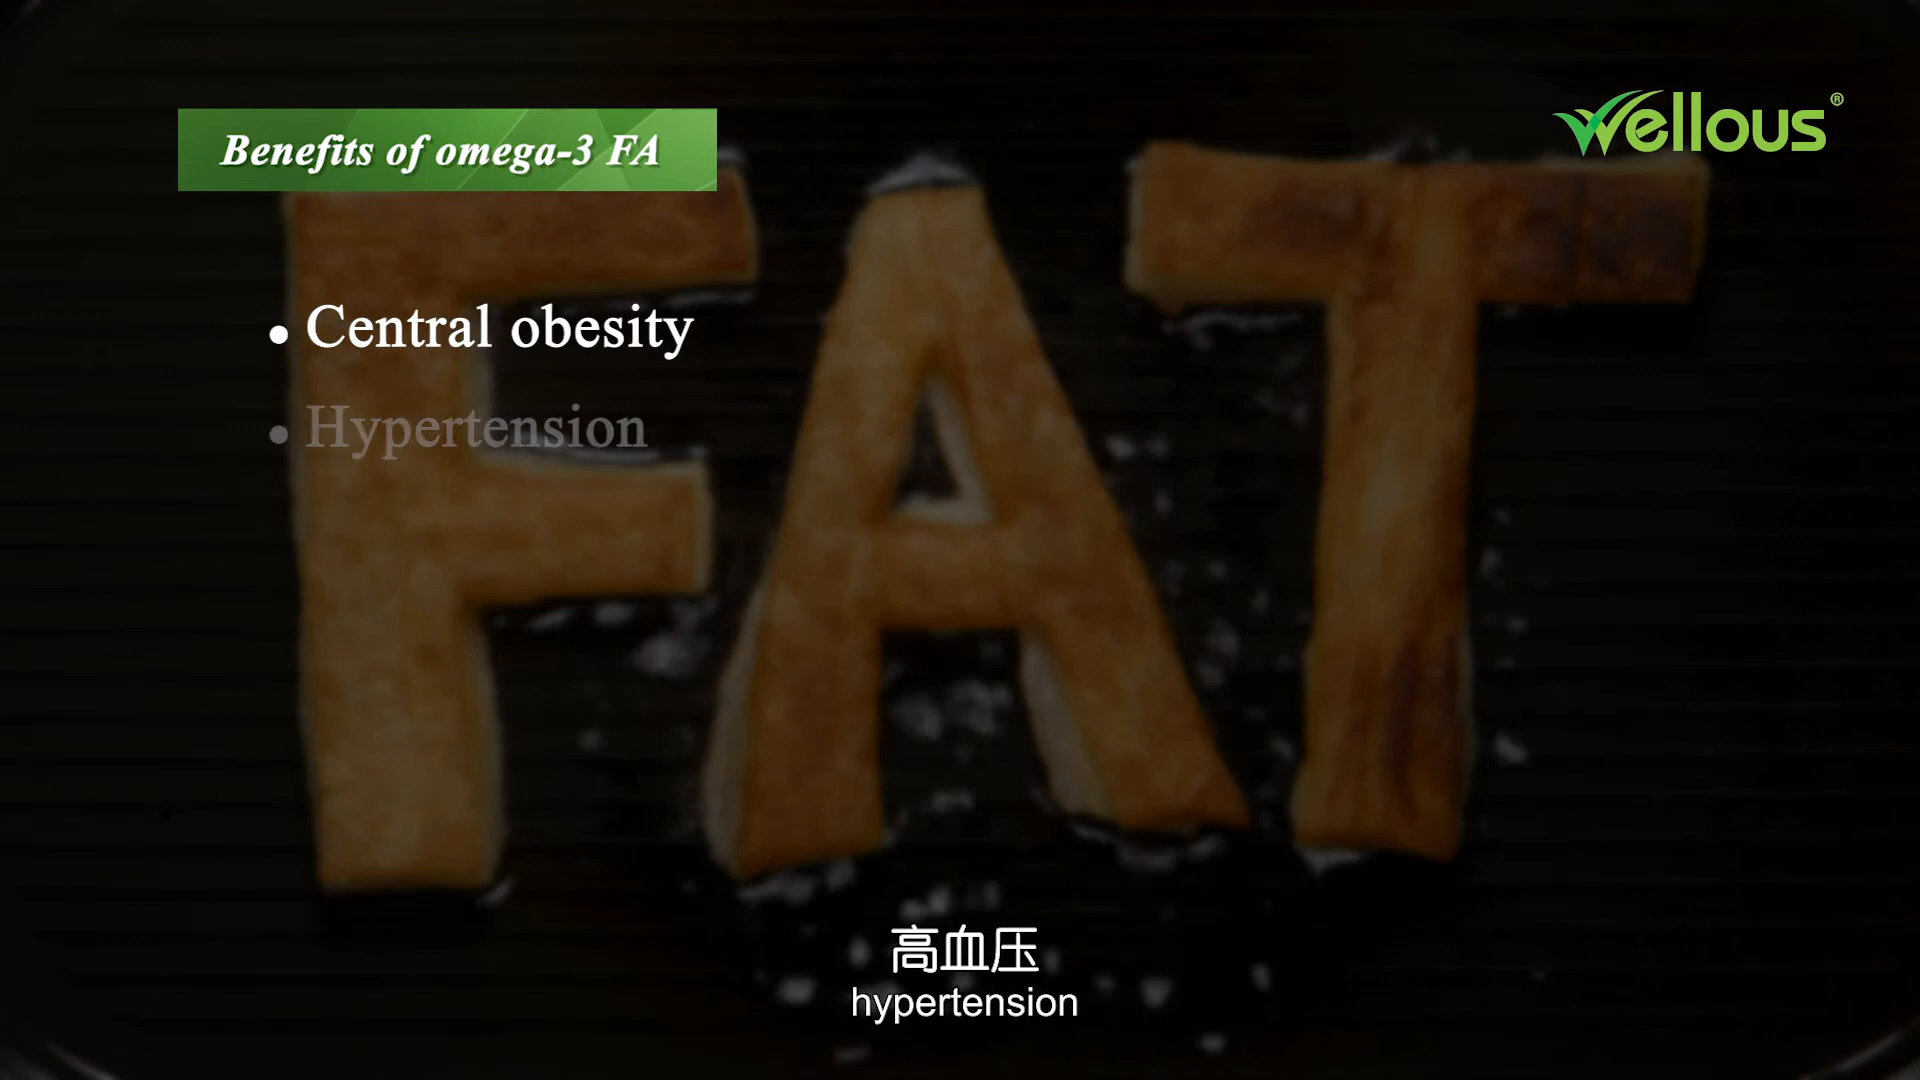 Benefits of omega-3 FA
Wellous®
• Central obesity
• Hypertension
FAT
高血压
hypertension